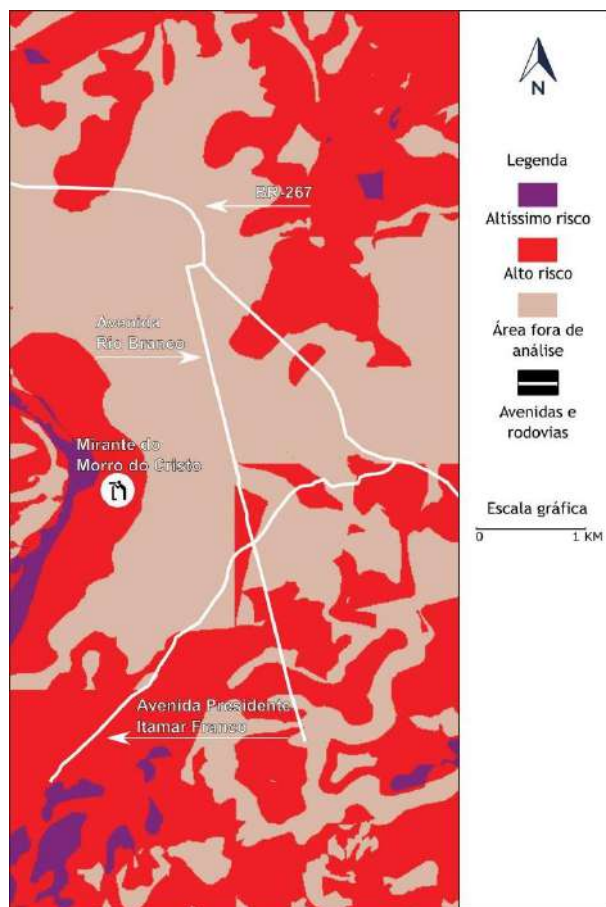 N
Legenda
Altíssimo risco
Alto risco
Área fora de
análise
Avenidas e
rodovias
Escala gráfica
0 1 KM
BR-267
Avenida
Rio Branco
Mirante do
Morro do Cristo
Avenida Presidente
Itamar Franco